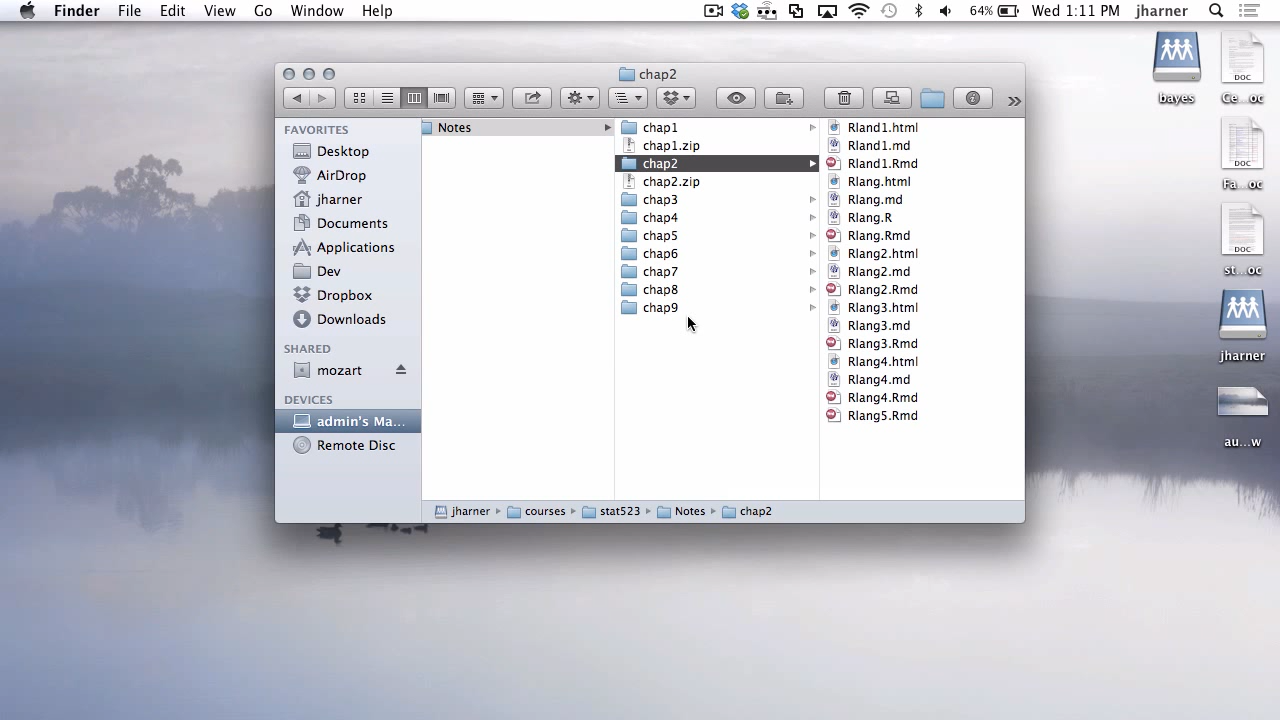 Finder File Edit View Go Window Help 64% Wed 1:11 PM jharner
chap2
FAVORITES
Desktop
AirDrop
jharner
Documents
Applications
Dev
Dropbox
Downloads
SHARED
mozart
DEVICES
admin's Ma...
Remote Disc
Notes
chap1
chap1.zip
chap2
chap2.zip
chap3
chap4
chap5
chap6
chap7
chap8
chap9
Rland1.html
Rland1.md
Rland1.Rmd
Rlang.html
Rlang.md
Rlang.R
Rlang.Rmd
Rlang2.html
Rlang2.md
Rlang2.Rmd
Rlang3.html
Rlang3.md
Rlang3.Rmd
Rlang4.html
Rlang4.md
Rlang4.Rmd
Rlang5.Rmd
jharner courses stat523 Notes chap2
bayes
DOC
Ce...oc
DOC
Fa...oc
DOC
st...oc
jharner
au...w